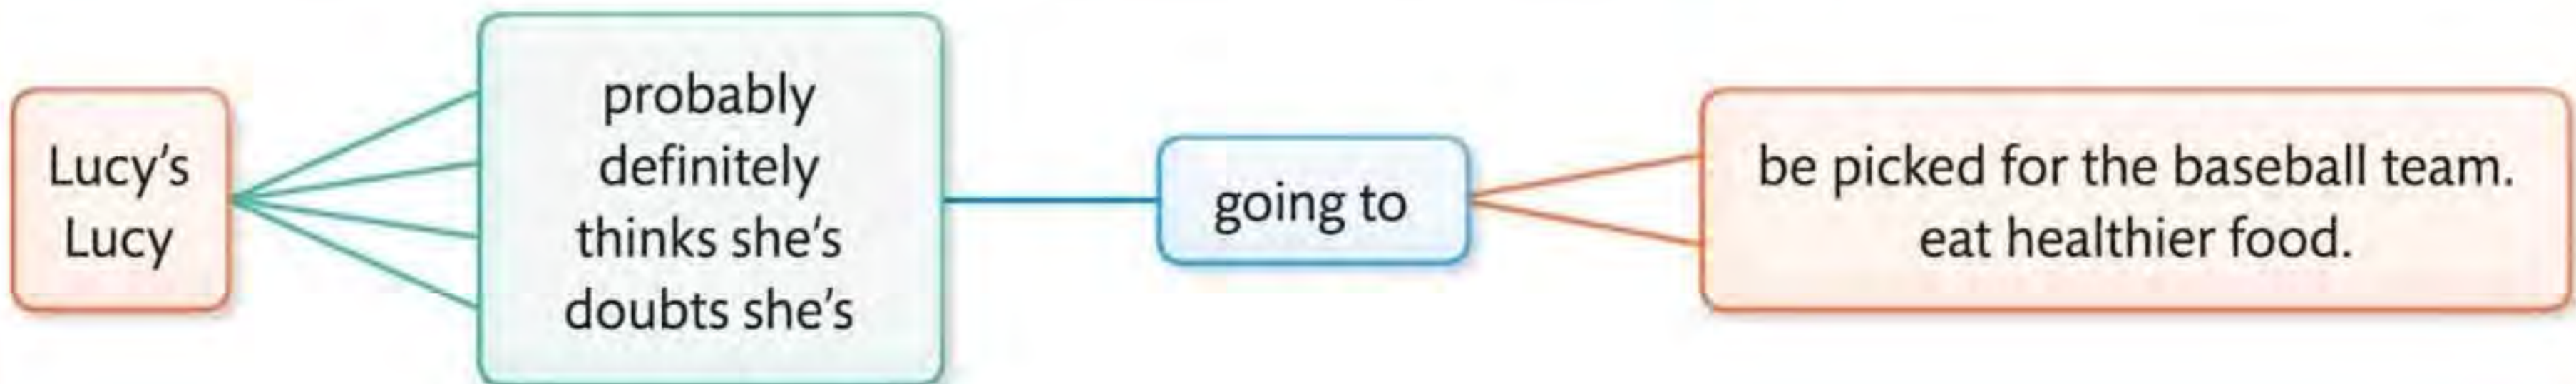 Lucy's
Lucy
probably
definitely
thinks she's
doubts she's
going to
be picked for the baseball team.
eat healthier food.